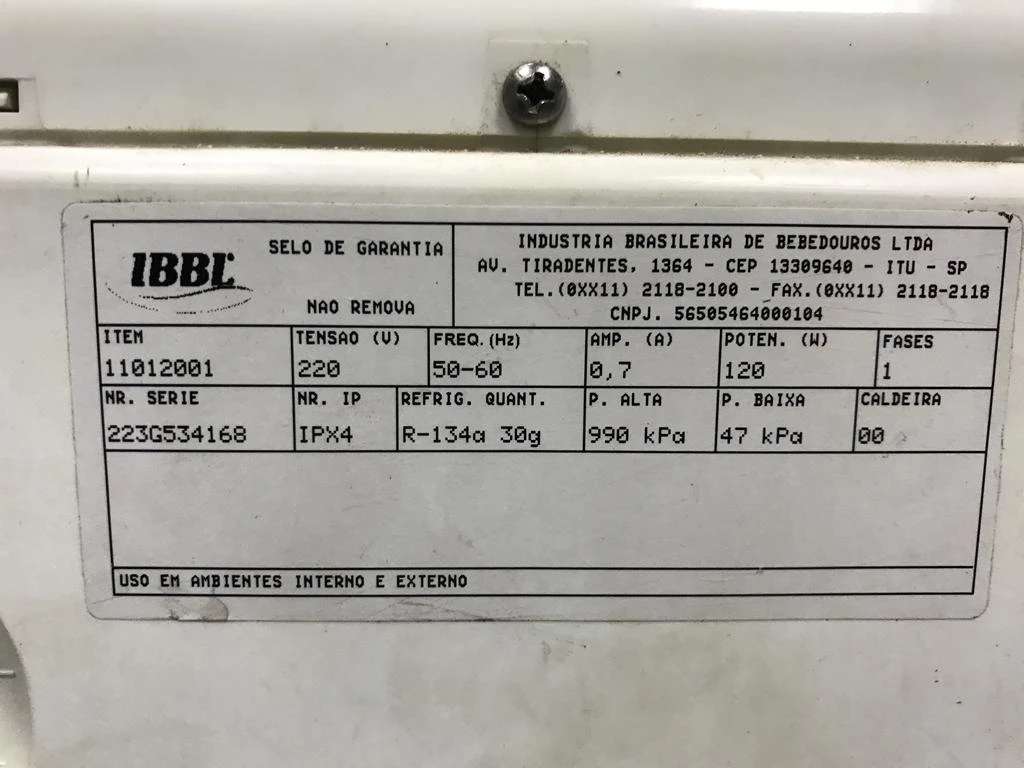 IBBL
SELO DE GARANTIA
NAO REMOVA
INDUSTRIA BRASILEIRA DE BEBEDOUROS LTDA
AV. TIRADENTES, 1364 - CEP 13309640 - ITU - SP
TEL.(0XX11) 2118-2100 - FAX.(0XX11) 2118-2118
CNPJ. 56505464000104
ITEM TENSAO (V) FREQ. (Hz) AMP. (A) POTEN. (W) FASES
11012001 220 50-60 0,7 120 1
NR. SERIE NR. IP REFRIG. QUANT. P. ALTA P. BAIXA CALDEIRA
223G534168 IPX4 R-134a 30g 990 kPa 47 kPa 00
USO EM AMBIENTES INTERNO E EXTERNO